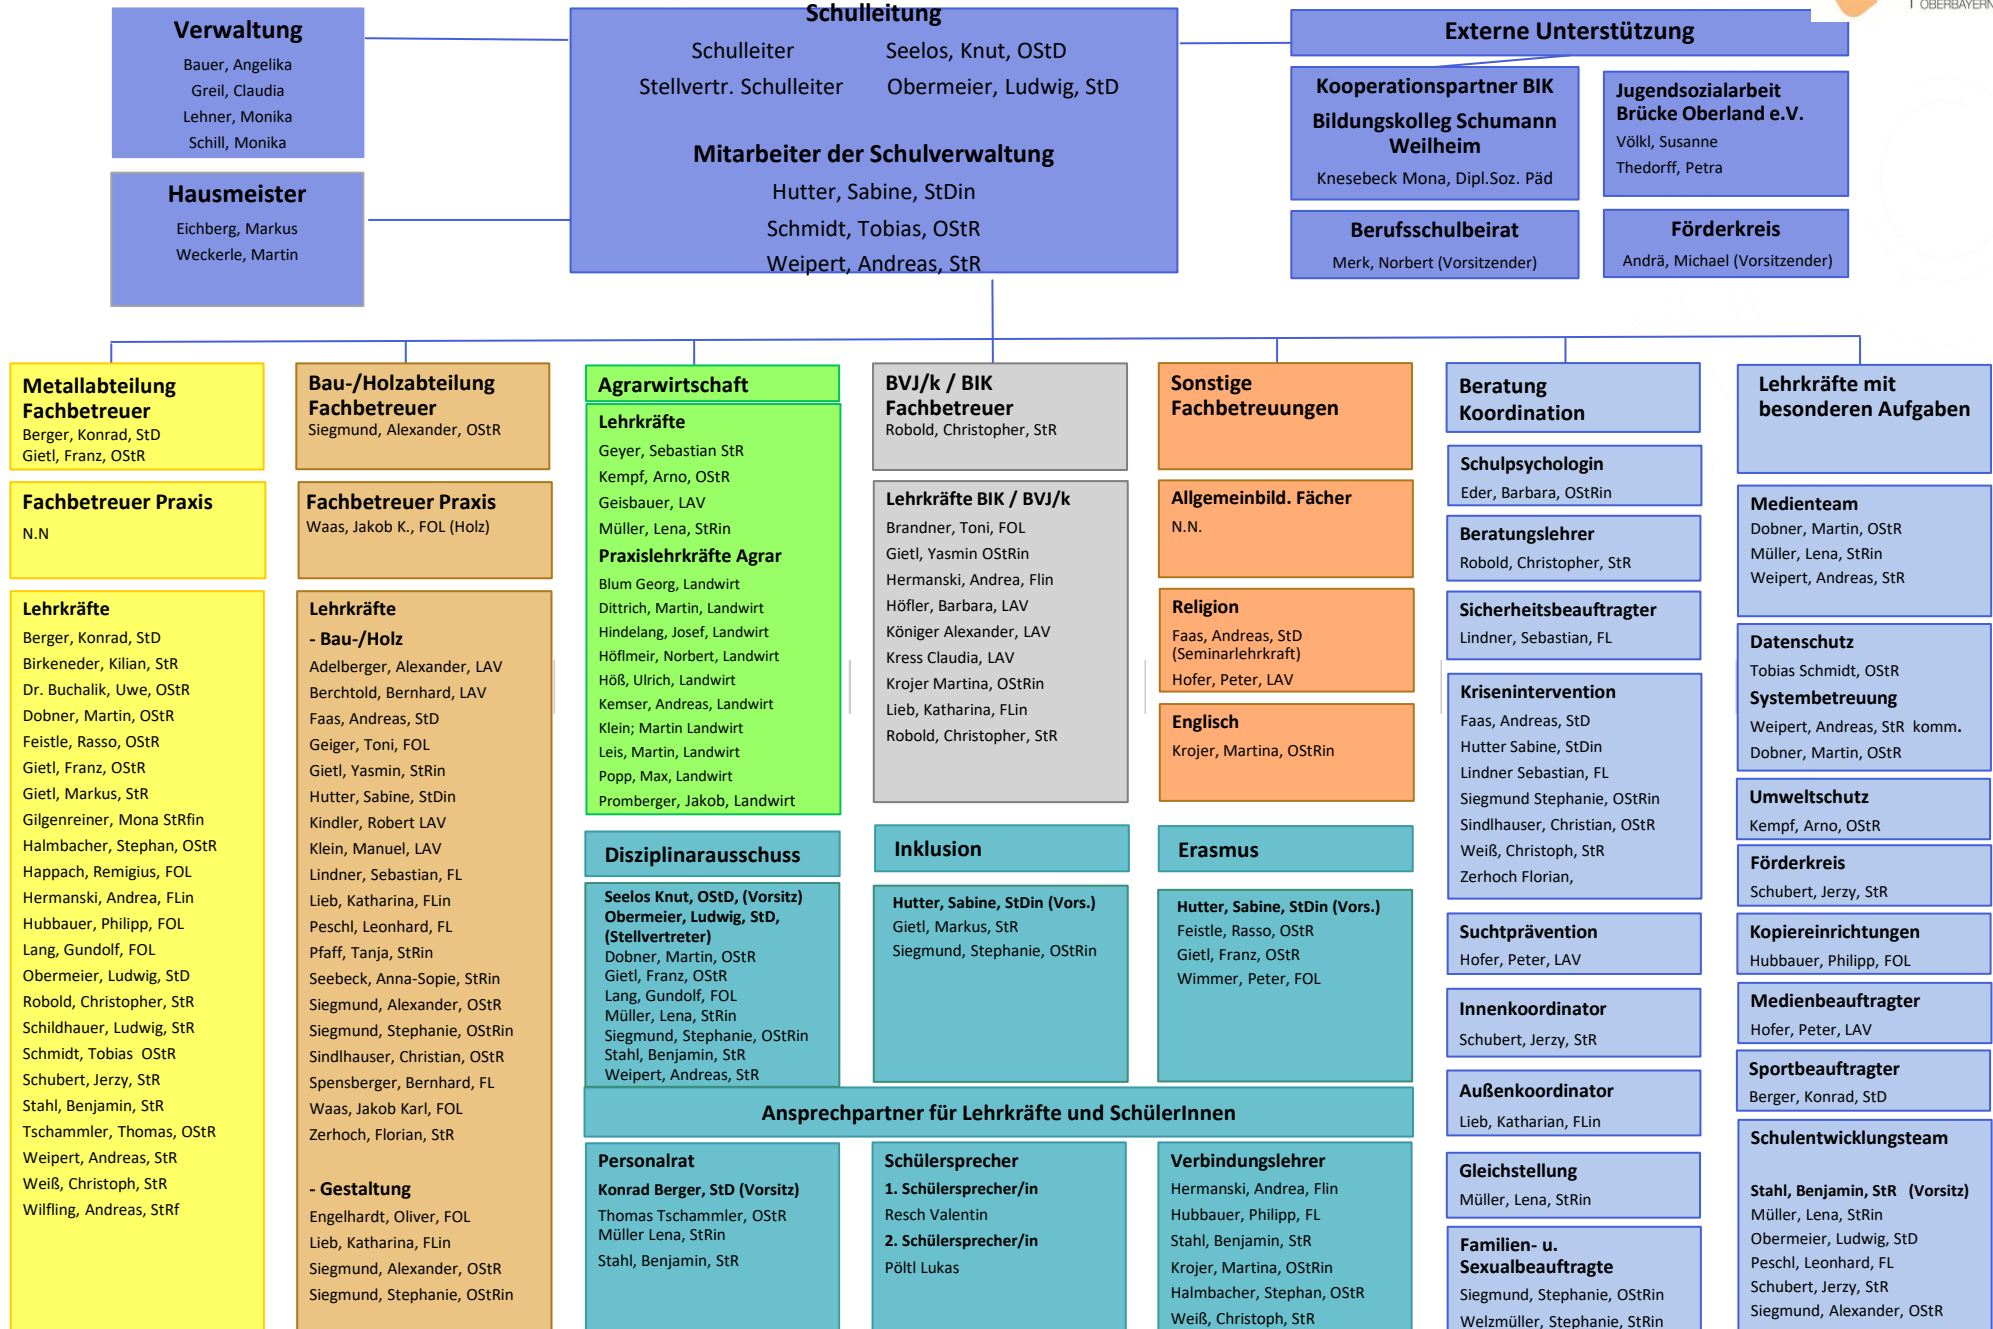 OBERBAYERN
Verwaltung
Bauer, Angelika
Greil, Claudia
Lehner, Monika
Schill, Monika
Hausmeister
Eichberg, Markus
Weckerle, Martin
Schulleitung
Schulleiter Seelos, Knut, OStD
Stellvertr. Schulleiter Obermeier, Ludwig, StD
Mitarbeiter der Schulverwaltung
Hutter, Sabine, StDin
Schmidt, Tobias, OStR
Weipert, Andreas, StR
Externe Unterstützung
Kooperationspartner BIK
Bildungskolleg Schumann
Weilheim
Knesebeck Mona, Dipl.Soz. Päd
Jugendsozialarbeit
Brücke Oberland e.V.
Völkl, Susanne
Thedorff, Petra
Berufsschulbeirat
Merk, Norbert (Vorsitzender)
Förderkreis
Andrä, Michael (Vorsitzender)
Metallabteilung
Fachbetreuer
Berger, Konrad, StD
Gietl, Franz, OStR
Fachbetreuer Praxis
N.N
Lehrkräfte
Berger, Konrad, StD
Birkeneder, Kilian, StR
Dr. Buchalik, Uwe, OStR
Dobner, Martin, OStR
Feistle, Rasso, OStR
Gietl, Franz, OStR
Gietl, Markus, StR
Gilgenreiner, Mona StRfin
Halmbacher, Stephan, OStR
Happach, Remigius, FOL
Hermanski, Andrea, FLin
Hubbauer, Philipp, FOL
Lang, Gundolf, FOL
Obermeier, Ludwig, StD
Robold, Christopher, StR
Schildhauer, Ludwig, StR
Schmidt, Tobias OStR
Schubert, Jerzy, StR
Stahl, Benjamin, StR
Tschammler, Thomas, OStR
Weipert, Andreas, StR
Weiß, Christoph, StR
Wilfling, Andreas, StRf
Bau-/Holzabteilung
Fachbetreuer
Siegmund, Alexander, OStR
Fachbetreuer Praxis
Waas, Jakob K., FOL (Holz)
Lehrkräfte
- Bau-/Holz
Adelberger, Alexander, LAV
Berchtold, Bernhard, LAV
Faas, Andreas, StD
Geiger, Toni, FOL
Gietl, Yasmin, StRin
Hutter, Sabine, StDin
Kindler, Robert LAV
Klein, Manuel, LAV
Lindner, Sebastian, FL
Lieb, Katharina, FLin
Peschl, Leonhard, FL
Pfaff, Tanja, StRin
Seebeck, Anna-Sopie, StRin
Siegmund, Alexander, OStR
Siegmund, Stephanie, OStRin
Sindlhauser, Christian, OStR
Spensberger, Bernhard, FL
Waas, Jakob Karl, FOL
Zerhoch, Florian, StR
- Gestaltung
Engelhardt, Oliver, FOL
Lieb, Katharina, FLin
Siegmund, Alexander, OStR
Siegmund, Stephanie, OStRin
Agrarwirtschaft
Lehrkräfte
Geyer, Sebastian StR
Kempf, Arno, OStR
Geisbauer, LAV
Müller, Lena, StRin
Praxislehrkräfte Agrar
Blum Georg, Landwirt
Dittrich, Martin, Landwirt
Hindelang, Josef, Landwirt
Höflmeir, Norbert, Landwirt
Höß, Ulrich, Landwirt
Kemser, Andreas, Landwirt
Klein; Martin Landwirt
Leis, Martin, Landwirt
Popp, Max, Landwirt
Promberger, Jakob, Landwirt
BVJ/k / BIK
Fachbetreuer
Robold, Christopher, StR
Lehrkräfte BIK / BVJ/k
Brandner, Toni, FOL
Gietl, Yasmin OStRin
Hermanski, Andrea, Flin
Höfler, Barbara, LAV
Königer Alexander, LAV
Kress Claudia, LAV
Krojer Martina, OStRin
Lieb, Katharina, FLin
Robold, Christopher, StR
Sonstige
Fachbetreuungen
Allgemeinbild. Fächer
N.N.
Religion
Faas, Andreas, StD
(Seminarlehrkraft)
Hofer, Peter, LAV
Englisch
Krojer, Martina, OStRin
Disziplinarausschuss
Seelos Knut, OStD, (Vorsitz)
Obermeier, Ludwig, StD,
(Stellvertreter)
Dobner, Martin, OStR
Gietl, Franz, OStR
Lang, Gundolf, FOL
Müller, Lena, StRin
Siegmund, Stephanie, OStRin
Stahl, Benjamin, StR
Weipert, Andreas, StR
Inklusion
Hutter, Sabine, StDin (Vors.)
Gietl, Markus, StR
Siegmund, Stephanie, OStRin
Erasmus
Hutter, Sabine, StDin (Vors.)
Feistle, Rasso, OStR
Gietl, Franz, OStR
Wimmer, Peter, FOL
Ansprechpartner für Lehrkräfte und SchülerInnen
Personalrat
Konrad Berger, StD (Vorsitz)
Thomas Tschammler, OStR
Müller Lena, StRin
Stahl, Benjamin, StR
Schülersprecher
1. Schülersprecher/in
Resch Valentin
2. Schülersprecher/in
Pöltl Lukas
Verbindungslehrer
Hermanski, Andrea, Flin
Hubbauer, Philipp, FL
Stahl, Benjamin, StR
Krojer, Martina, OStRin
Halmbacher, Stephan, OStR
Weiß, Christoph, StR
Beratung
Koordination
Schulpsychologin
Eder, Barbara, OStRin
Beratungslehrer
Robold, Christopher, StR
Sicherheitsbeauftragter
Lindner, Sebastian, FL
Krisenintervention
Faas, Andreas, StD
Hutter Sabine, StDin
Lindner Sebastian, FL
Siegmund Stephanie, OStRin
Sindlhauser, Christian, OStR
Weiß, Christoph, StR
Zerhoch Florian,
Suchtprävention
Hofer, Peter, LAV
Innenkoordinator
Schubert, Jerzy, StR
Außenkoordinator
Lieb, Katharian, FLin
Gleichstellung
Müller, Lena, StRin
Familien- u.
Sexualbeauftragte
Siegmund, Stephanie, OStRin
Welzmüller, Stephanie, StRin
Lehrkräfte mit
besonderen Aufgaben
Medienteam
Dobner, Martin, OStR
Müller, Lena, StRin
Weipert, Andreas, StR
Datenschutz
Tobias Schmidt, OStR
Systembetreuung
Weipert, Andreas, StR komm.
Dobner, Martin, OStR
Umweltschutz
Kempf, Arno, OStR
Förderkreis
Schubert, Jerzy, StR
Kopiereinrichtungen
Hubbauer, Philipp, FOL
Medienbeauftragter
Hofer, Peter, LAV
Sportbeauftragter
Berger, Konrad, StD
Schulentwicklungsteam
Stahl, Benjamin, StR (Vorsitz)
Müller, Lena, StRin
Obermeier, Ludwig, StD
Peschl, Leonhard, FL
Schubert, Jerzy, StR
Siegmund, Alexander, OStR